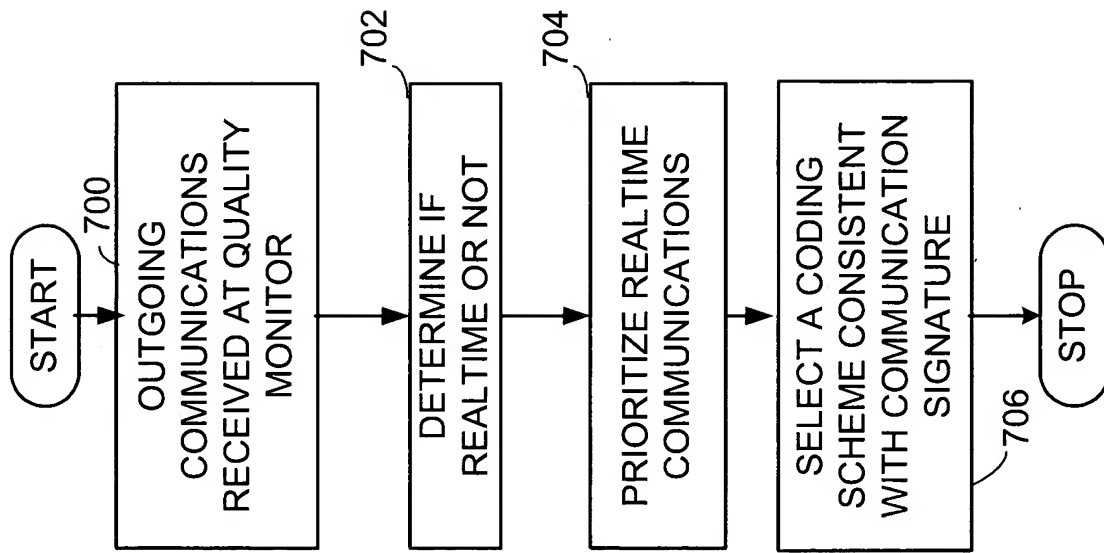 START
700
OUTGOING
COMMUNICATIONS
RECEIVED AT QUALITY
MONITOR
702
DETERMINE IF
REALTIME OR NOT
704
PRIORITIZE REALTIME
COMMUNICATIONS
SELECT A CODING
SCHEME CONSISTENT
WITH COMMUNICATION
SIGNATURE
706
STOP